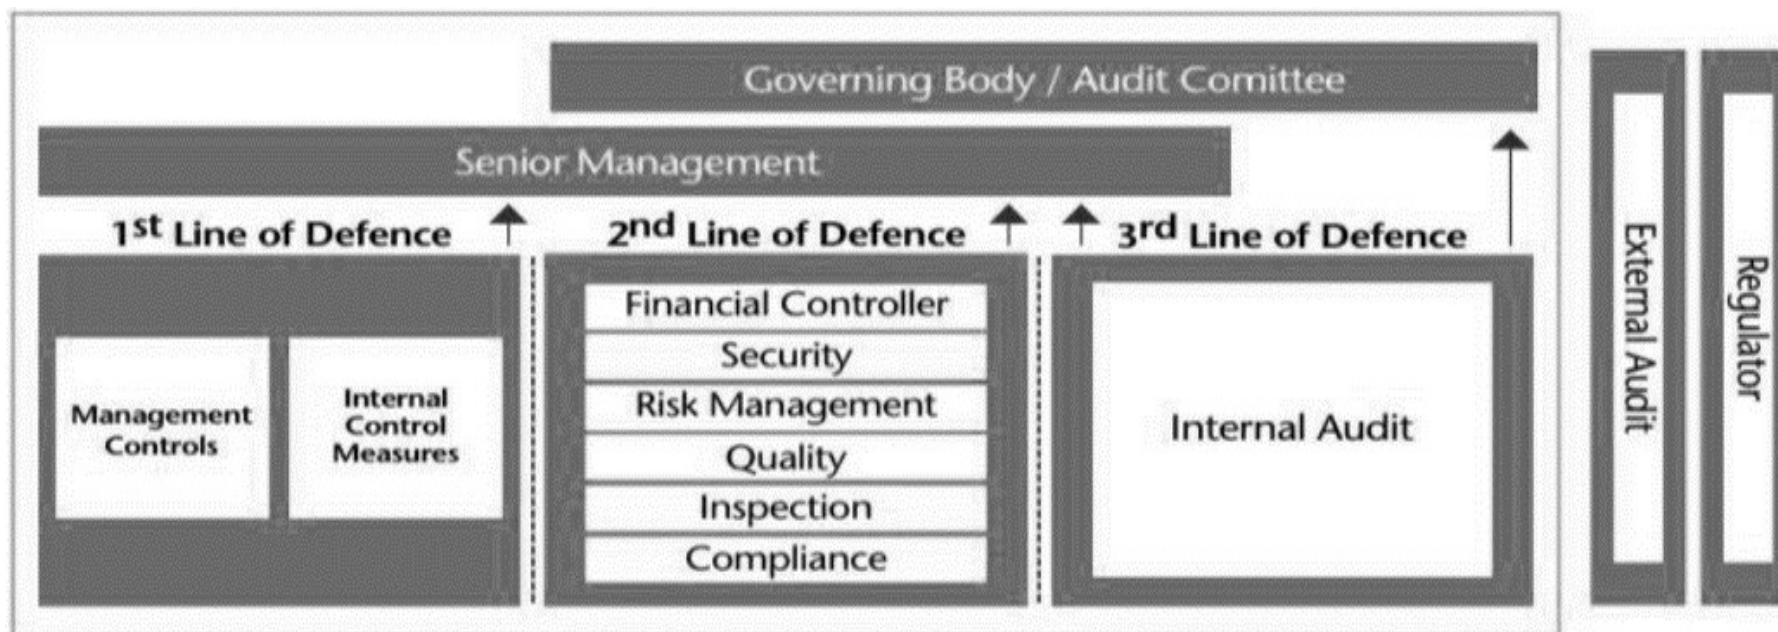 Governing Body / Audit Comittee
Senior Management
1st Line of Defence
2nd Line of Defence
3rd Line of Defence
Management
Controls
Internal
Control
Measures
Financial Controller
Security
Risk Management
Quality
Inspection
Compliance
Internal Audit
External Audit
Regulator